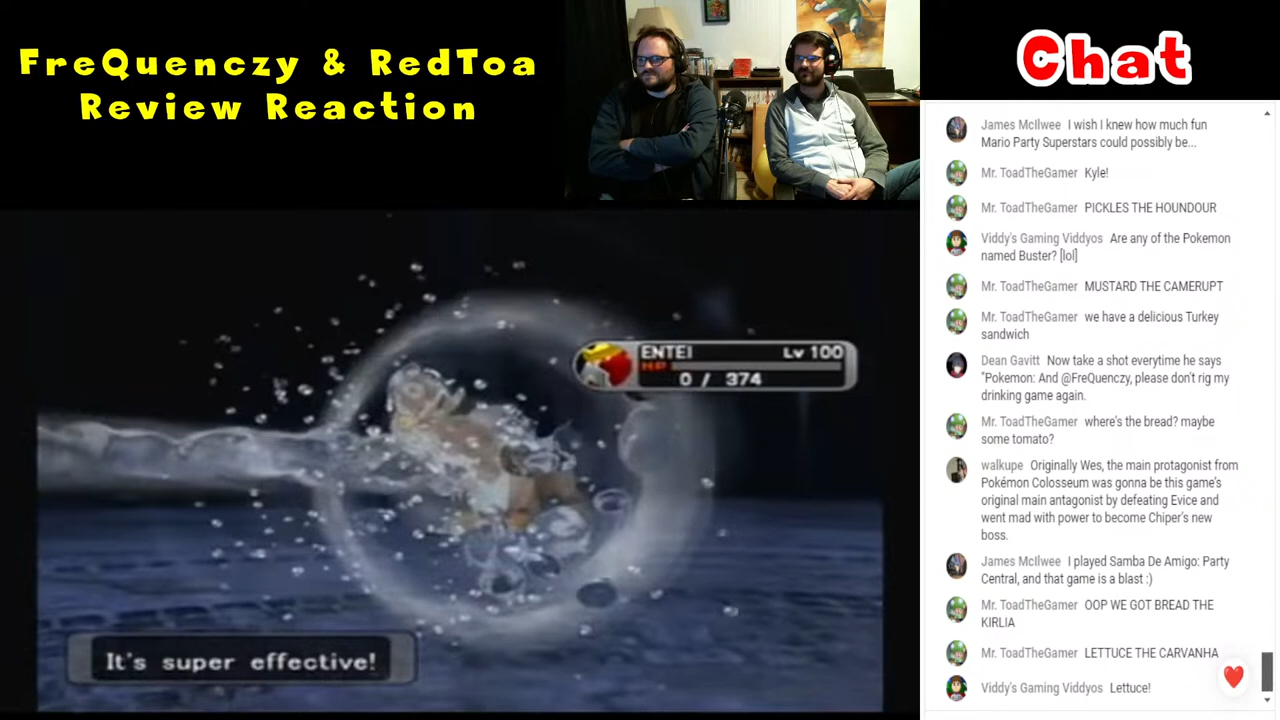 FreQuenczy & RedToa
Review Reaction
Chat
James McIlwee I wish I knew how much fun
Mario Party Superstars could possibly be...
Mr. ToadTheGamer Kyle!
Mr. ToadTheGamer PICKLES THE HOUNDOUR
Viddy's Gaming Viddyos Are any of the Pokemon
named Buster? [lol]
Mr. ToadTheGamer MUSTARD THE CAMERUPT
Mr. ToadTheGamer we have a delicious Turkey
sandwich
Dean Gavitt Now take a shot everytime he says
"Pokemon: And @FreQuenczy, please don't rig my
drinking game again.
Mr. ToadTheGamer where's the bread? maybe
some tomato?
walkupe Originally Wes, the main protagonist from
Pokémon Colosseum was gonna be this game's
original main antagonist by defeating Evice and
went mad with power to become Chiper's new
boss.
James McIlwee I played Samba De Amigo: Party
Central, and that game is a blast :)
Mr. ToadTheGamer OOP WE GOT BREAD THE
KIRLIA
Mr. ToadTheGamer LETTUCE THE CARVANHA
Viddy's Gaming Viddyos Lettuce!
ENTEI Lv 100
HP
0 / 374
It's super effective!